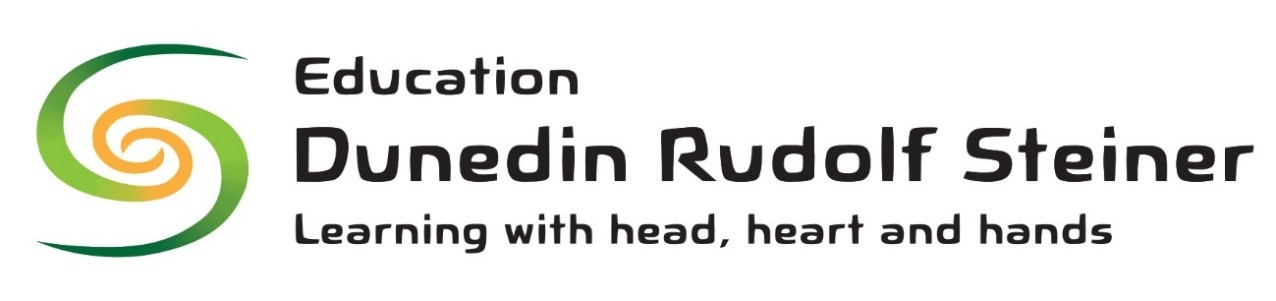 Education
Dunedin Rudolf Steiner
Learning with head, heart and hands